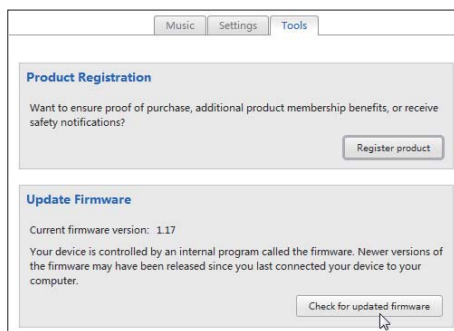 Music Settings Tools
Product Registration
Want to ensure proof of purchase, additional product membership benefits, or receive
safety notifications?
Register product
Update Firmware
Current firmware version: 1.17
Your device is controlled by an internal program called the firmware. Newer versions of
the firmware may have been released since you last connected your device to your
computer.
Check for updated firmware